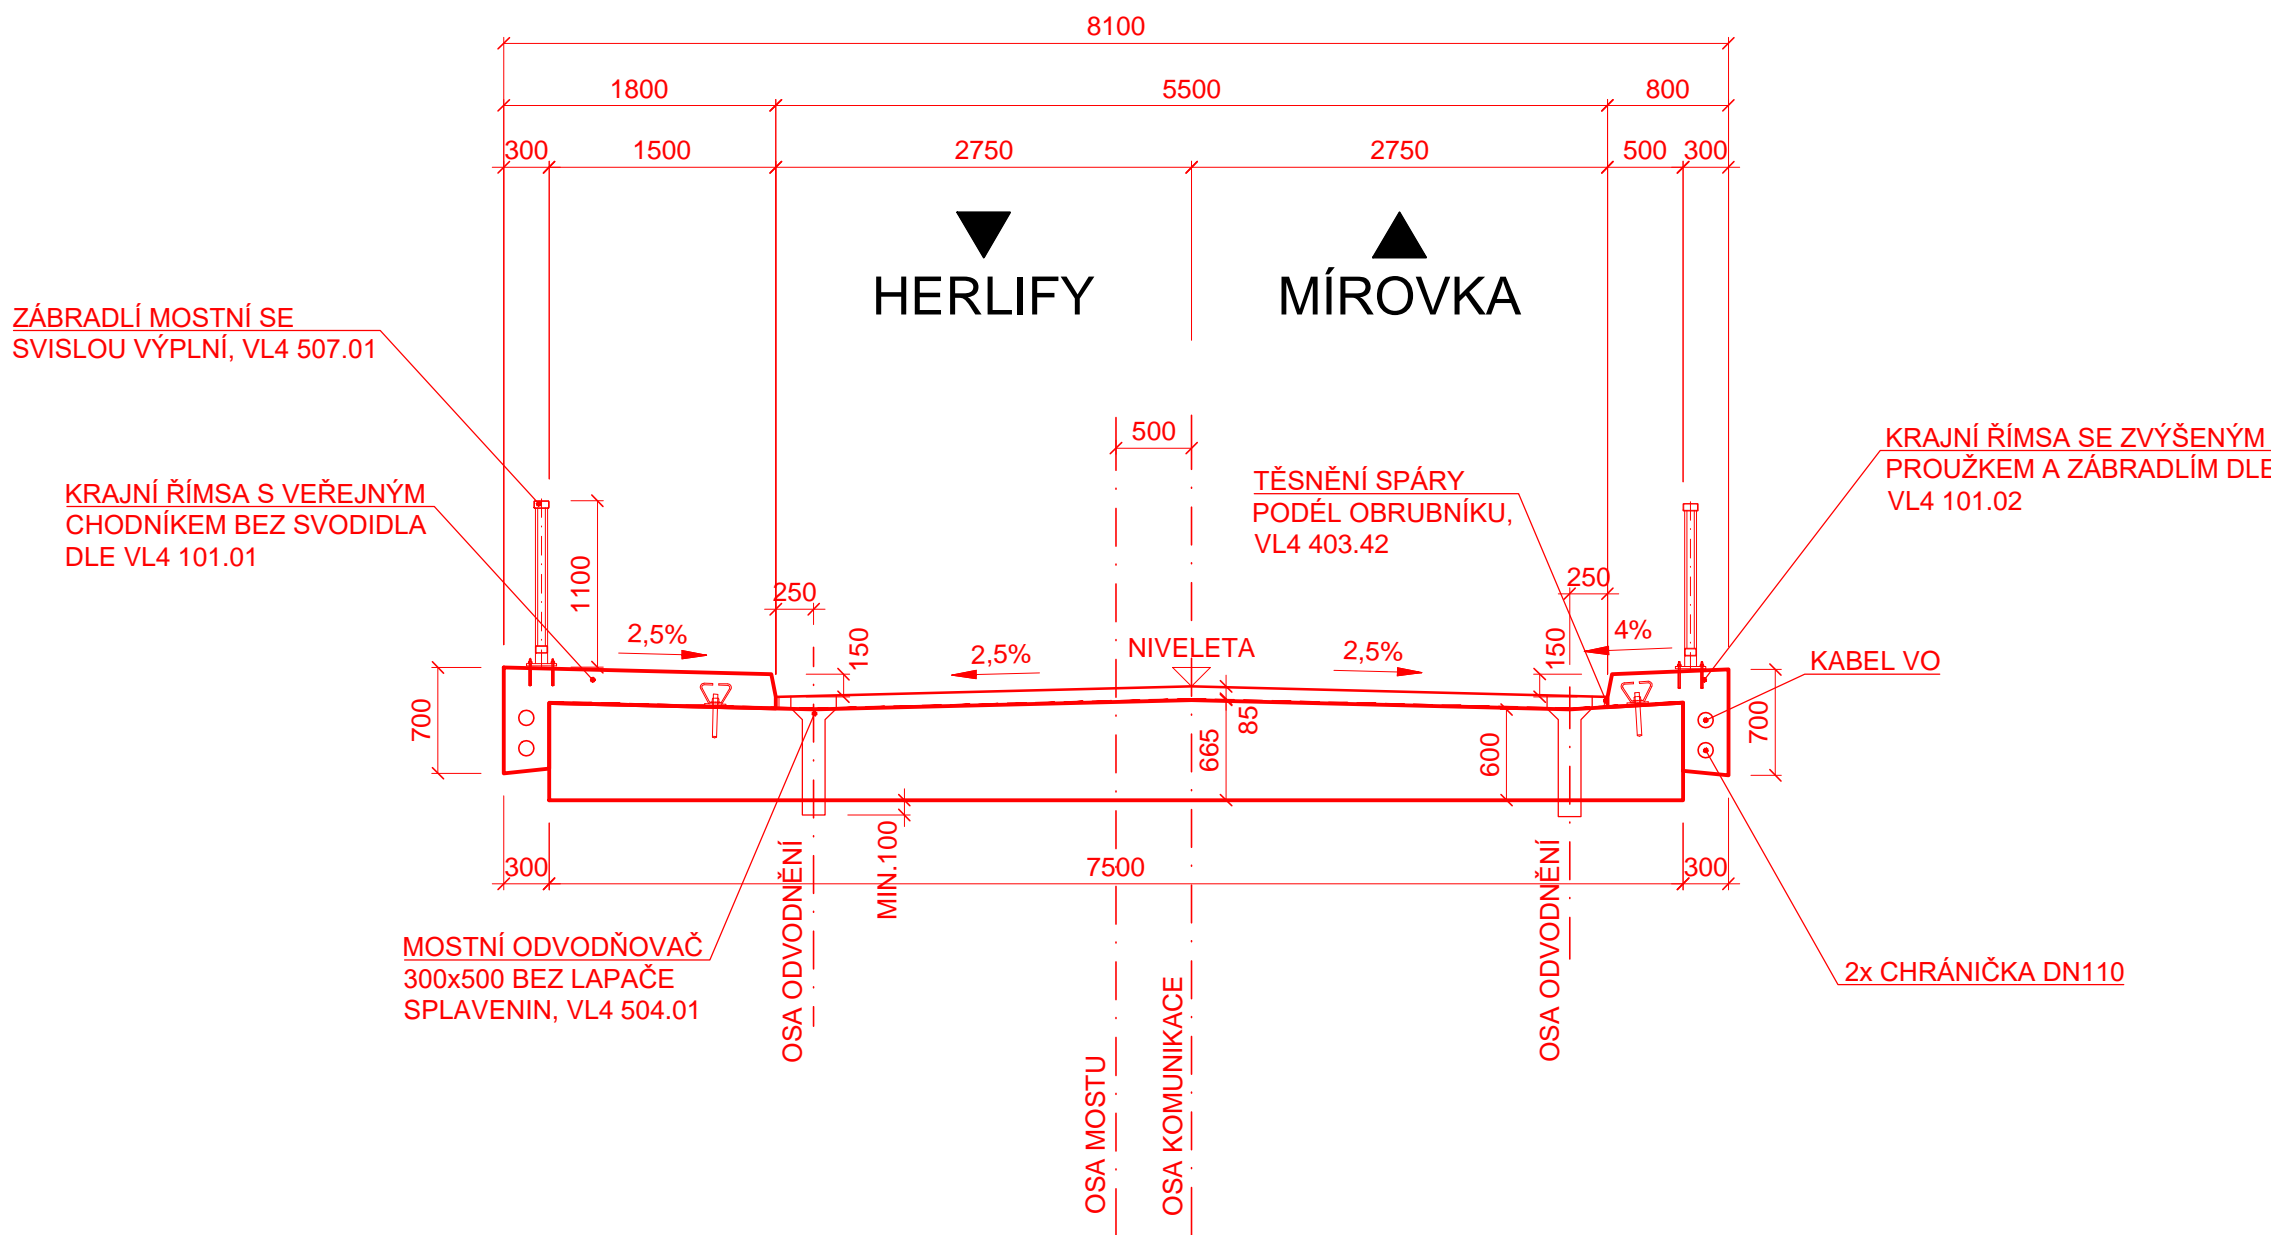 8100
1800 5500 800
300 1500 2750 2750 500 300
HERLIFY MÍROVKA
ZÁBRADLÍ MOSTNÍ SE
SVISLOU VÝPLNÍ, VL4 507.01
500
KRAJNÍ ŘÍMSA SE ZVÝŠENÝM
PROUŽKEM A ZÁBRADLÍM DLE
VL4 101.02
KRAJNÍ ŘÍMSA S VEŘEJNÝM
CHODNÍKEM BEZ SVODIDLA
DLE VL4 101.01
TĚSNĚNÍ SPÁRY
PODÉL OBRUBNÍKU,
VL4 403.42
1100
250 250
2,5% 150 2,5% NIVELETA 2,5% 150 4%
KABEL VO
700 665 85 600 700
MIN.100
300 7500 300
MOSTNÍ ODVODŇOVAČ
300x500 BEZ LAPAČE
SPLAVENIN, VL4 504.01
OSA ODVODNĚNÍ
OSA MOSTU
OSA KOMUNIKACE
OSA ODVODNĚNÍ
2x CHRÁNIČKA DN110